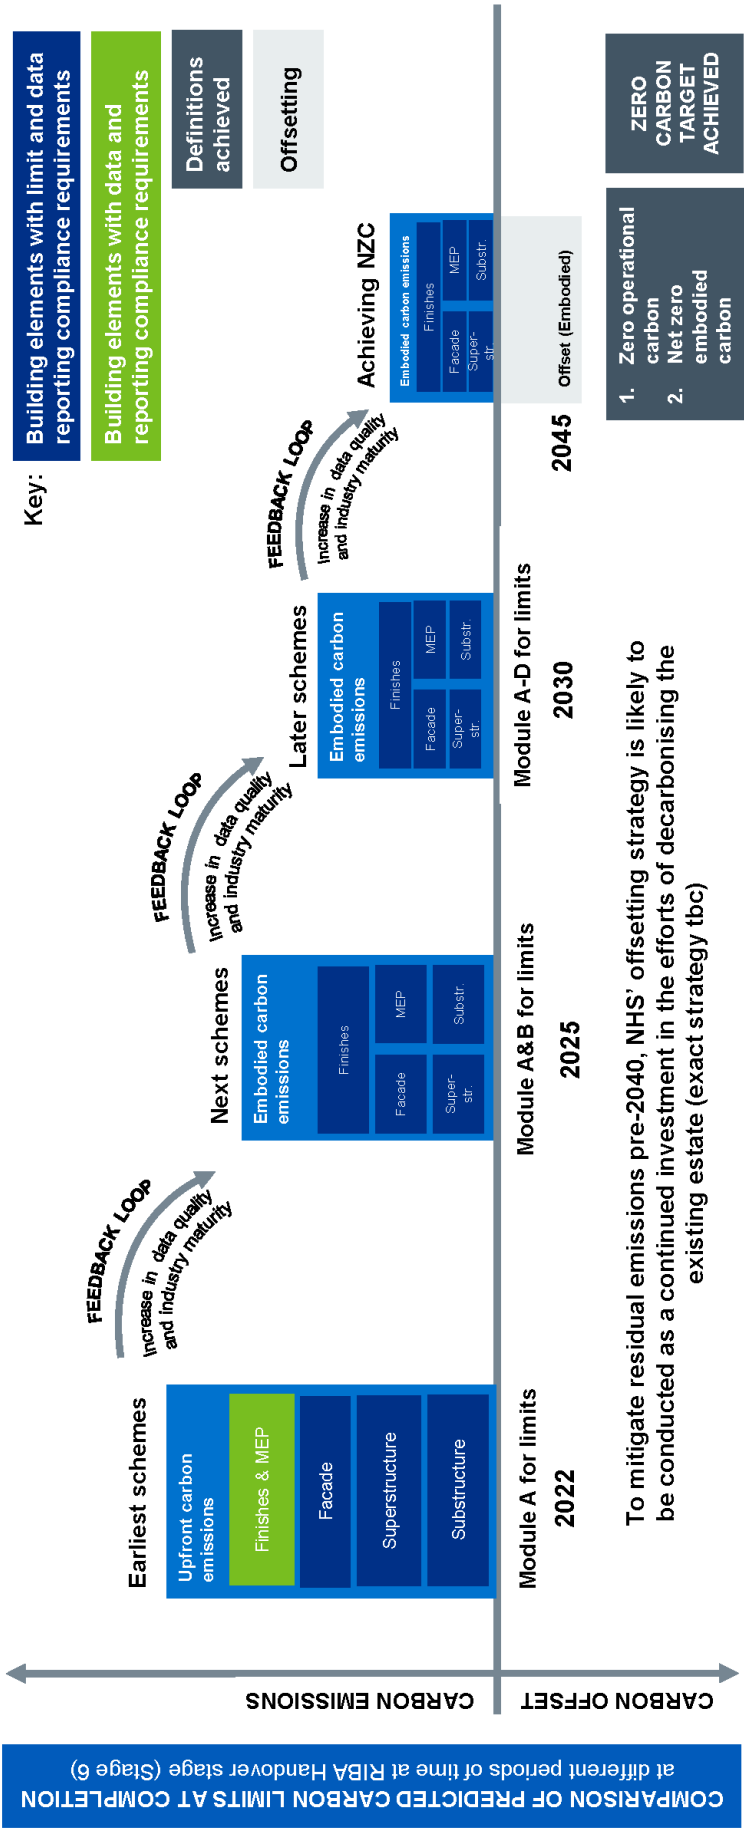 COMPARISON OF PREDICTED CARBON LIMITS AT COMPLETION
at different periods of time at RIBA Handover stage (Stage 6)
CARBON EMISSIONS
CARBON OFFSET
Key:
Building elements with limit and data
reporting compliance requirements
Building elements with data and
reporting compliance requirements
Definitions
achieved
Offsetting
Earliest schemes
Upfront carbon
emissions
Finishes & MEP
Facade
Superstructure
Substructure
Module A for limits
2022
FEEDBACK LOOP
Increase in data quality
and industry maturity
Next schemes
Embodied carbon
emissions
Finishes
Facade
MEP
Super-
str.
Substr.
Module A&B for limits
2025
FEEDBACK LOOP
Increase in data quality
and industry maturity
Later schemes
Embodied carbon
emissions
Finishes
Facade
MEP
Super-
str.
Substr.
Module A-D for limits
2030
FEEDBACK LOOP
Increase in data quality
and industry maturity
Achieving NZC
Embodied carbon emissions
Finishes
Facade
MEP
Super-
str.
Substr.
Offset (Embodied)
2045
To mitigate residual emissions pre-2040, NHS' offsetting strategy is likely to
be conducted as a continued investment in the efforts of decarbonising the
existing estate (exact strategy tbc)
1. Zero operational
carbon
2. Net zero
embodied
carbon
ZERO
CARBON
TARGET
ACHIEVED